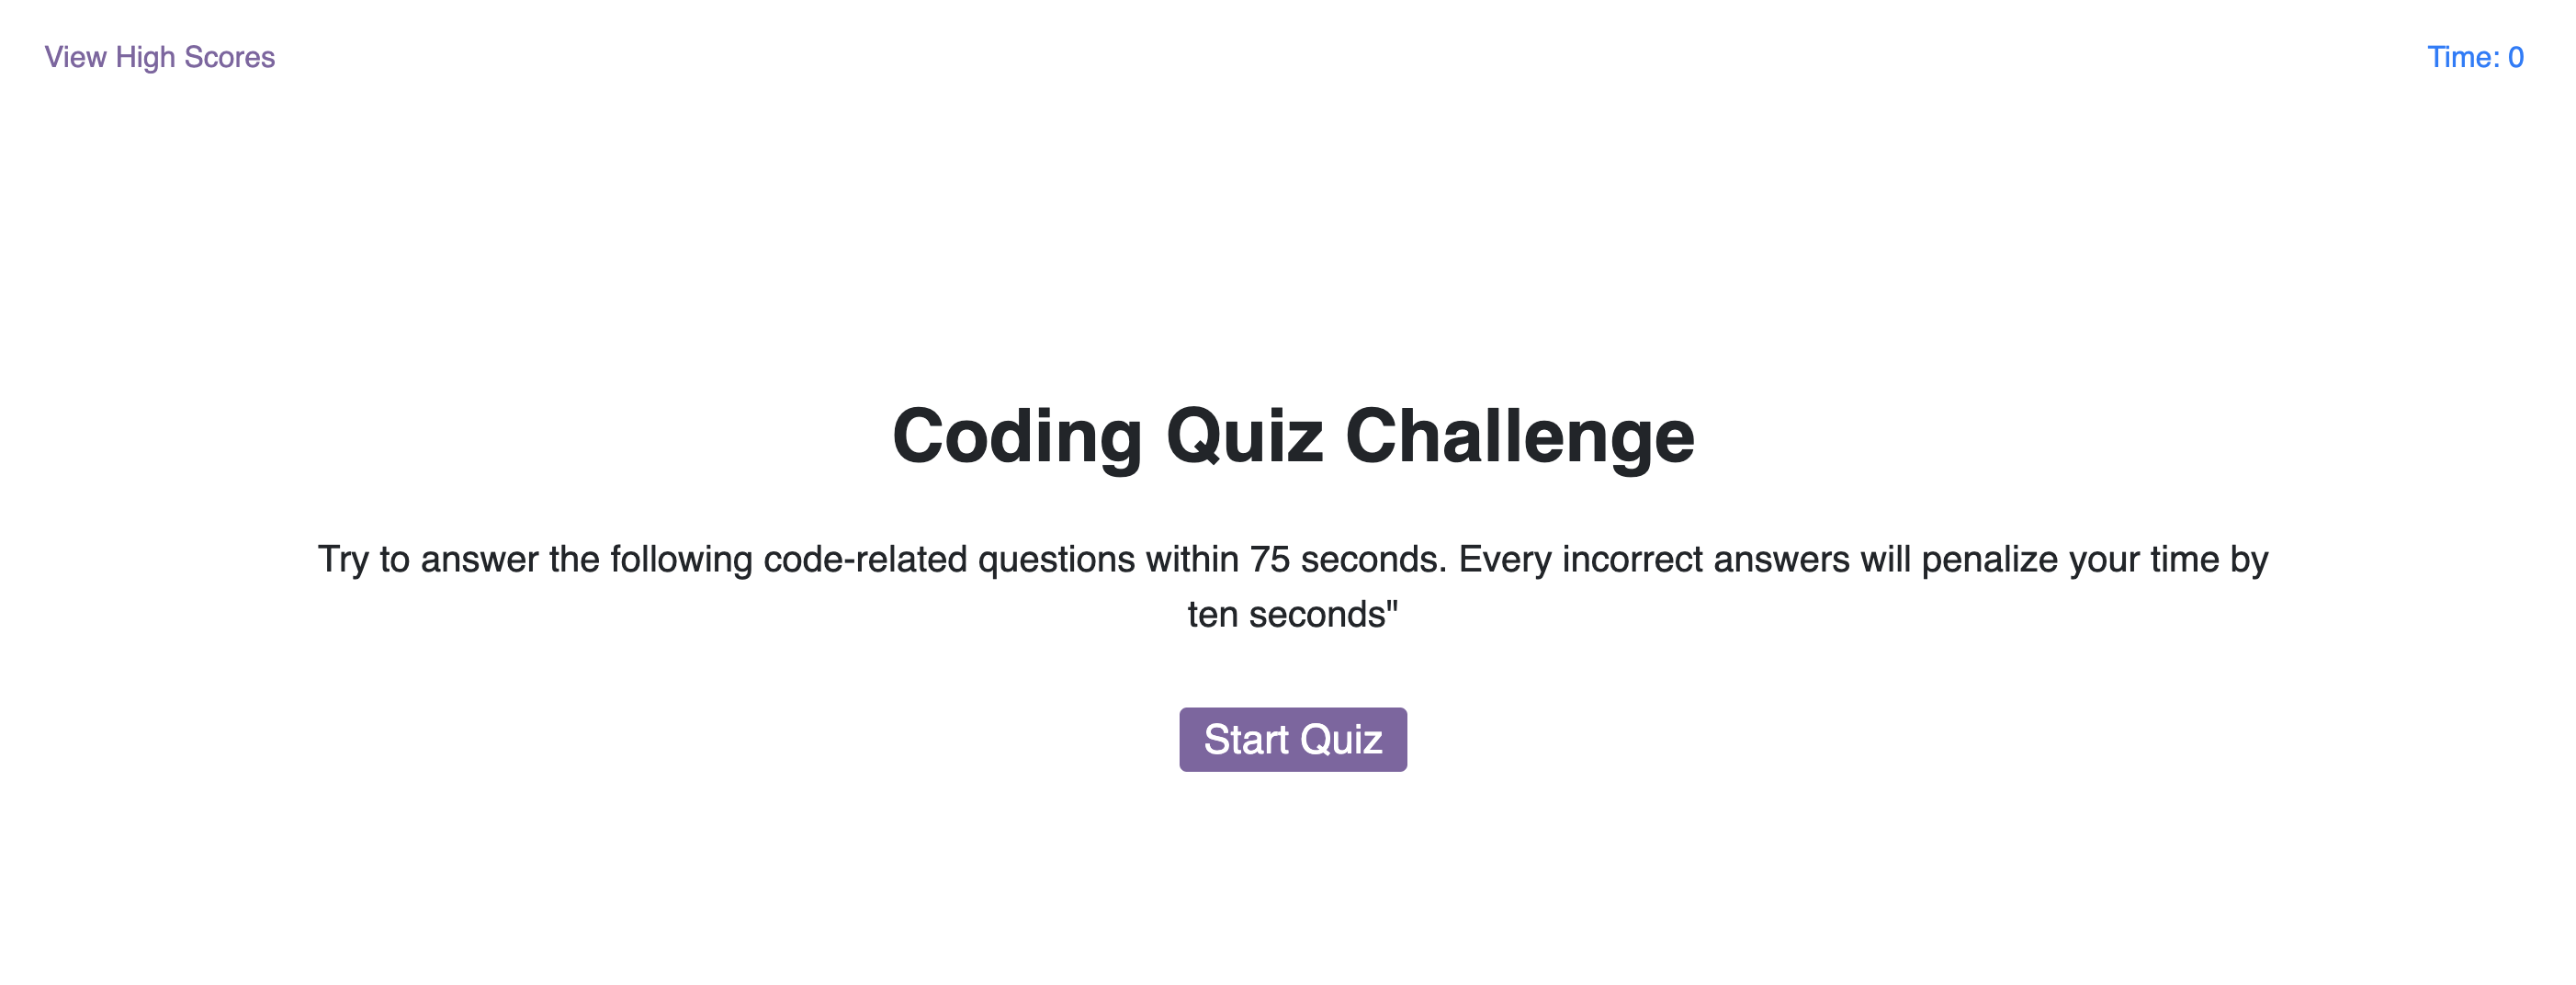 View High Scores
Time: 0
Coding Quiz Challenge
Try to answer the following code-related questions within 75 seconds. Every incorrect answers will penalize your time by
ten seconds"
Start Quiz